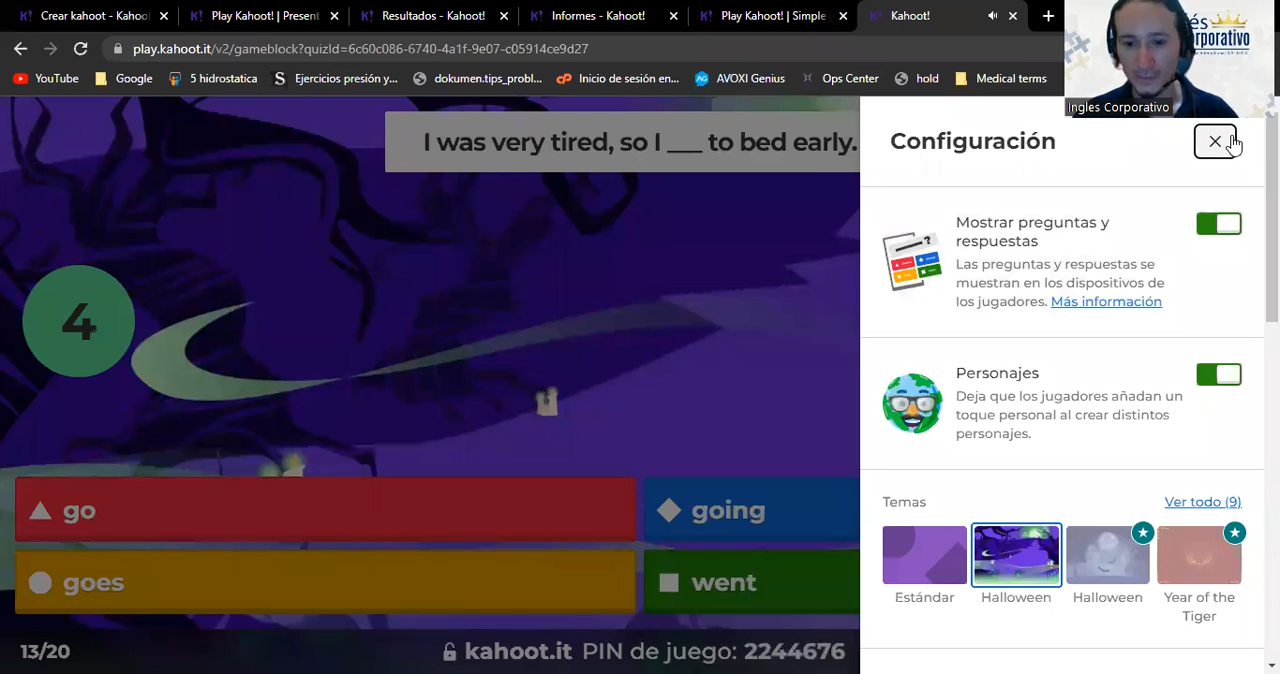 Crear kahoot - Kahoo
Play Kahoot! | Present
Resultados - Kahoot!
Informes - Kahoot!
Play Kahoot! | Simple
Kahoot!
play.kahoot.it/v2/gameblock?quizId=6c60c086-6740-4a1f-9e07-c05914ce9d27
YouTube
Google
5 hidrostatica
Ejercicios presión y...
dokumen.tips_probl...
Inicio de sesión en...
AVOXI Genius
Ops Center
hold
Medical terms
Ingles Corporativo
I was very tired, so I ___ to bed early.
4
go
going
goes
went
13/20
kahoot.it PIN de juego: 2244676
Configuración
Mostrar preguntas y
respuestas
Las preguntas y respuestas se
muestran en los dispositivos de
los jugadores. Más información
Personajes
Deja que los jugadores añadan un
toque personal al crear distintos
personajes.
Temas
Ver todo (9)
Estándar
Halloween
Halloween
Year of the
Tiger